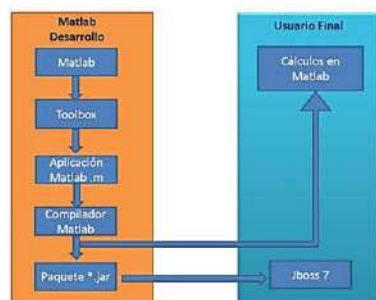 Matlab
Desarrollo
Matlab
Toolbox
Aplicación
Matlab .m
Compilador
Matlab
Paquete *.jar
Usuario Final
Cálculos en
Matlab
Jboss 7